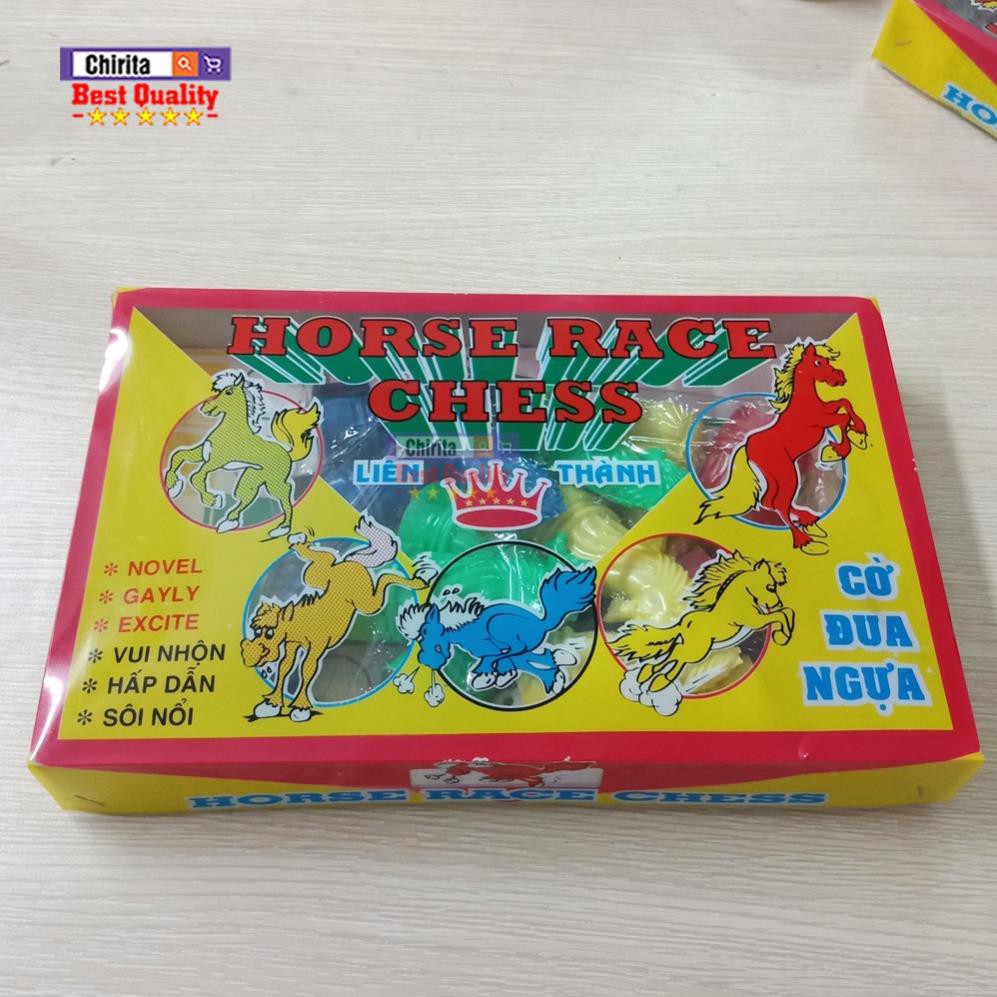 Chirita
Best Quality
HO
HORSE RACE
CHESS
Chirita
LIÊN THÀNH
* NOVEL
* GAYLY
* EXCITE
* VUI NHỘN
* HẤP DẪN
* SÔI NỔI
CỜ
ĐUA
NGỰA
HORSE RACE CHESS